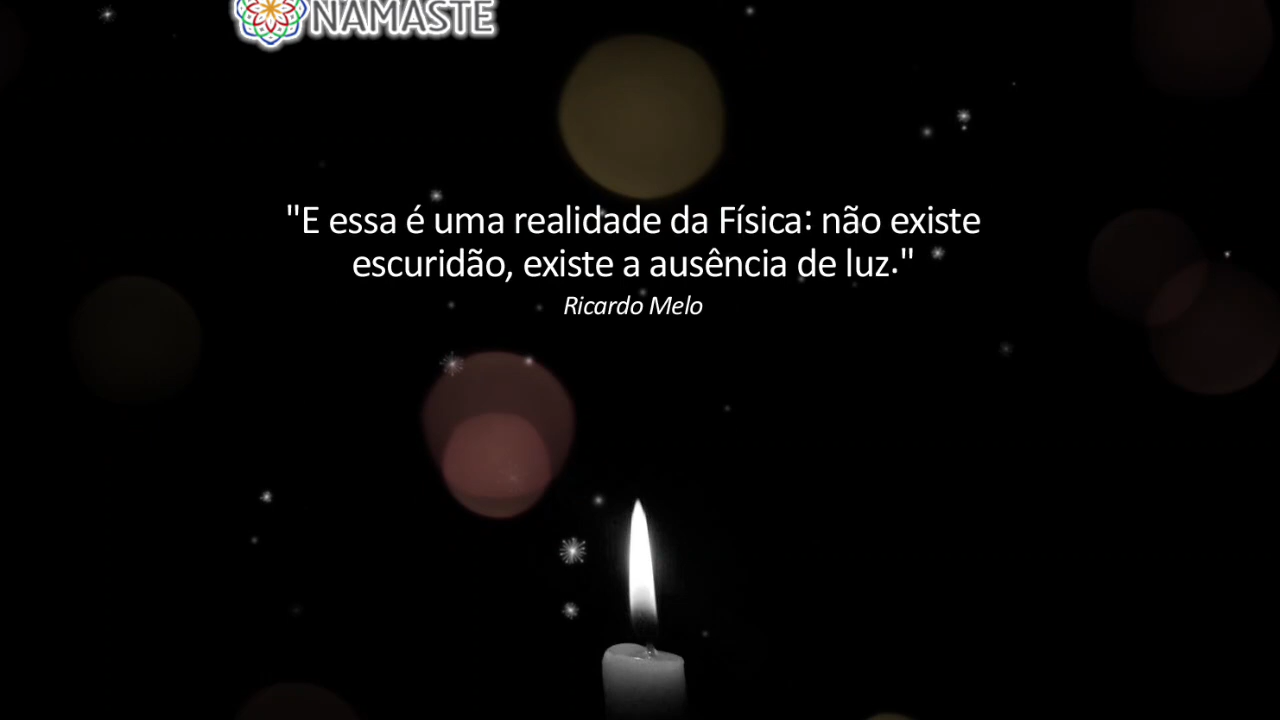 NAMASTE
"E essa é uma realidade da Física: não existe
escuridão, existe a ausência de luz."
Ricardo Melo